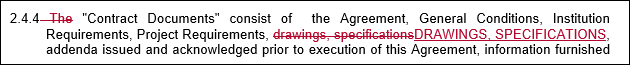 2.4.4 The "Contract Documents" consist of the Agreement, General Conditions, Institution
Requirements, Project Requirements, drawings, specificationsDRAWINGS, SPECIFICATIONS,
addenda issued and acknowledged prior to execution of this Agreement, information furnished